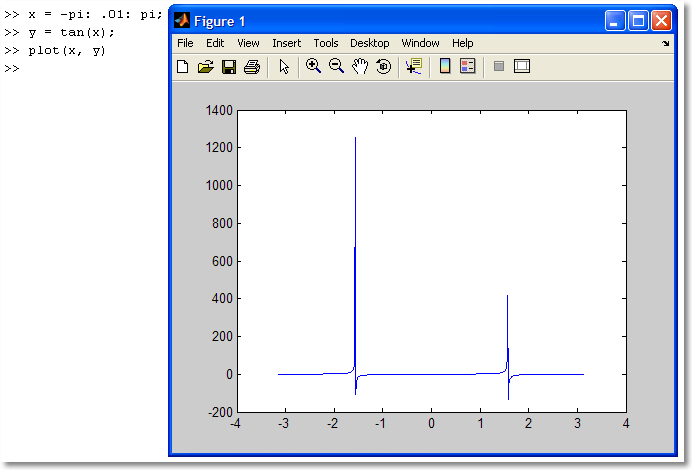 >> x = -pi: .01: pi;
>> y = tan(x);
>> plot(x, y)
>>
Figure 1
File Edit View Insert Tools Desktop Window Help
1400
1200
1000
800
600
400
200
0
-200
-4 -3 -2 -1 0 1 2 3 4